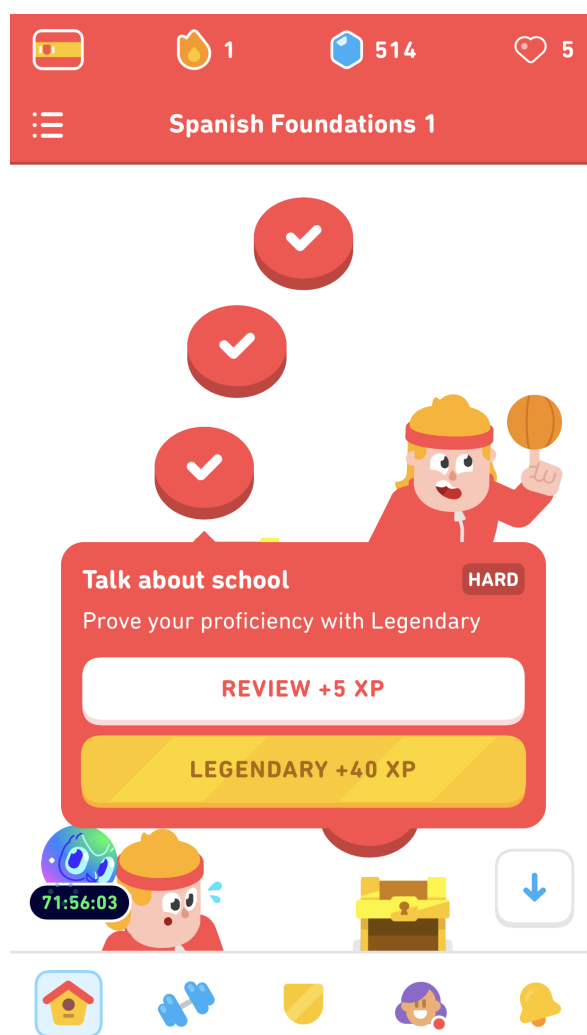 1
514
5
Spanish Foundations 1
Talk about school
HARD
Prove your proficiency with Legendary
REVIEW +5 XP
LEGENDARY +40 XP
71:56:03